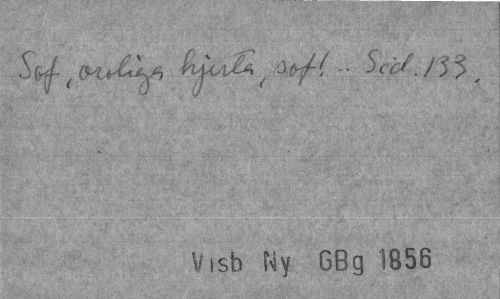 Sof, oroliga hjerta, sof! .. Sid. 133.
Visb Ny GBg 1856